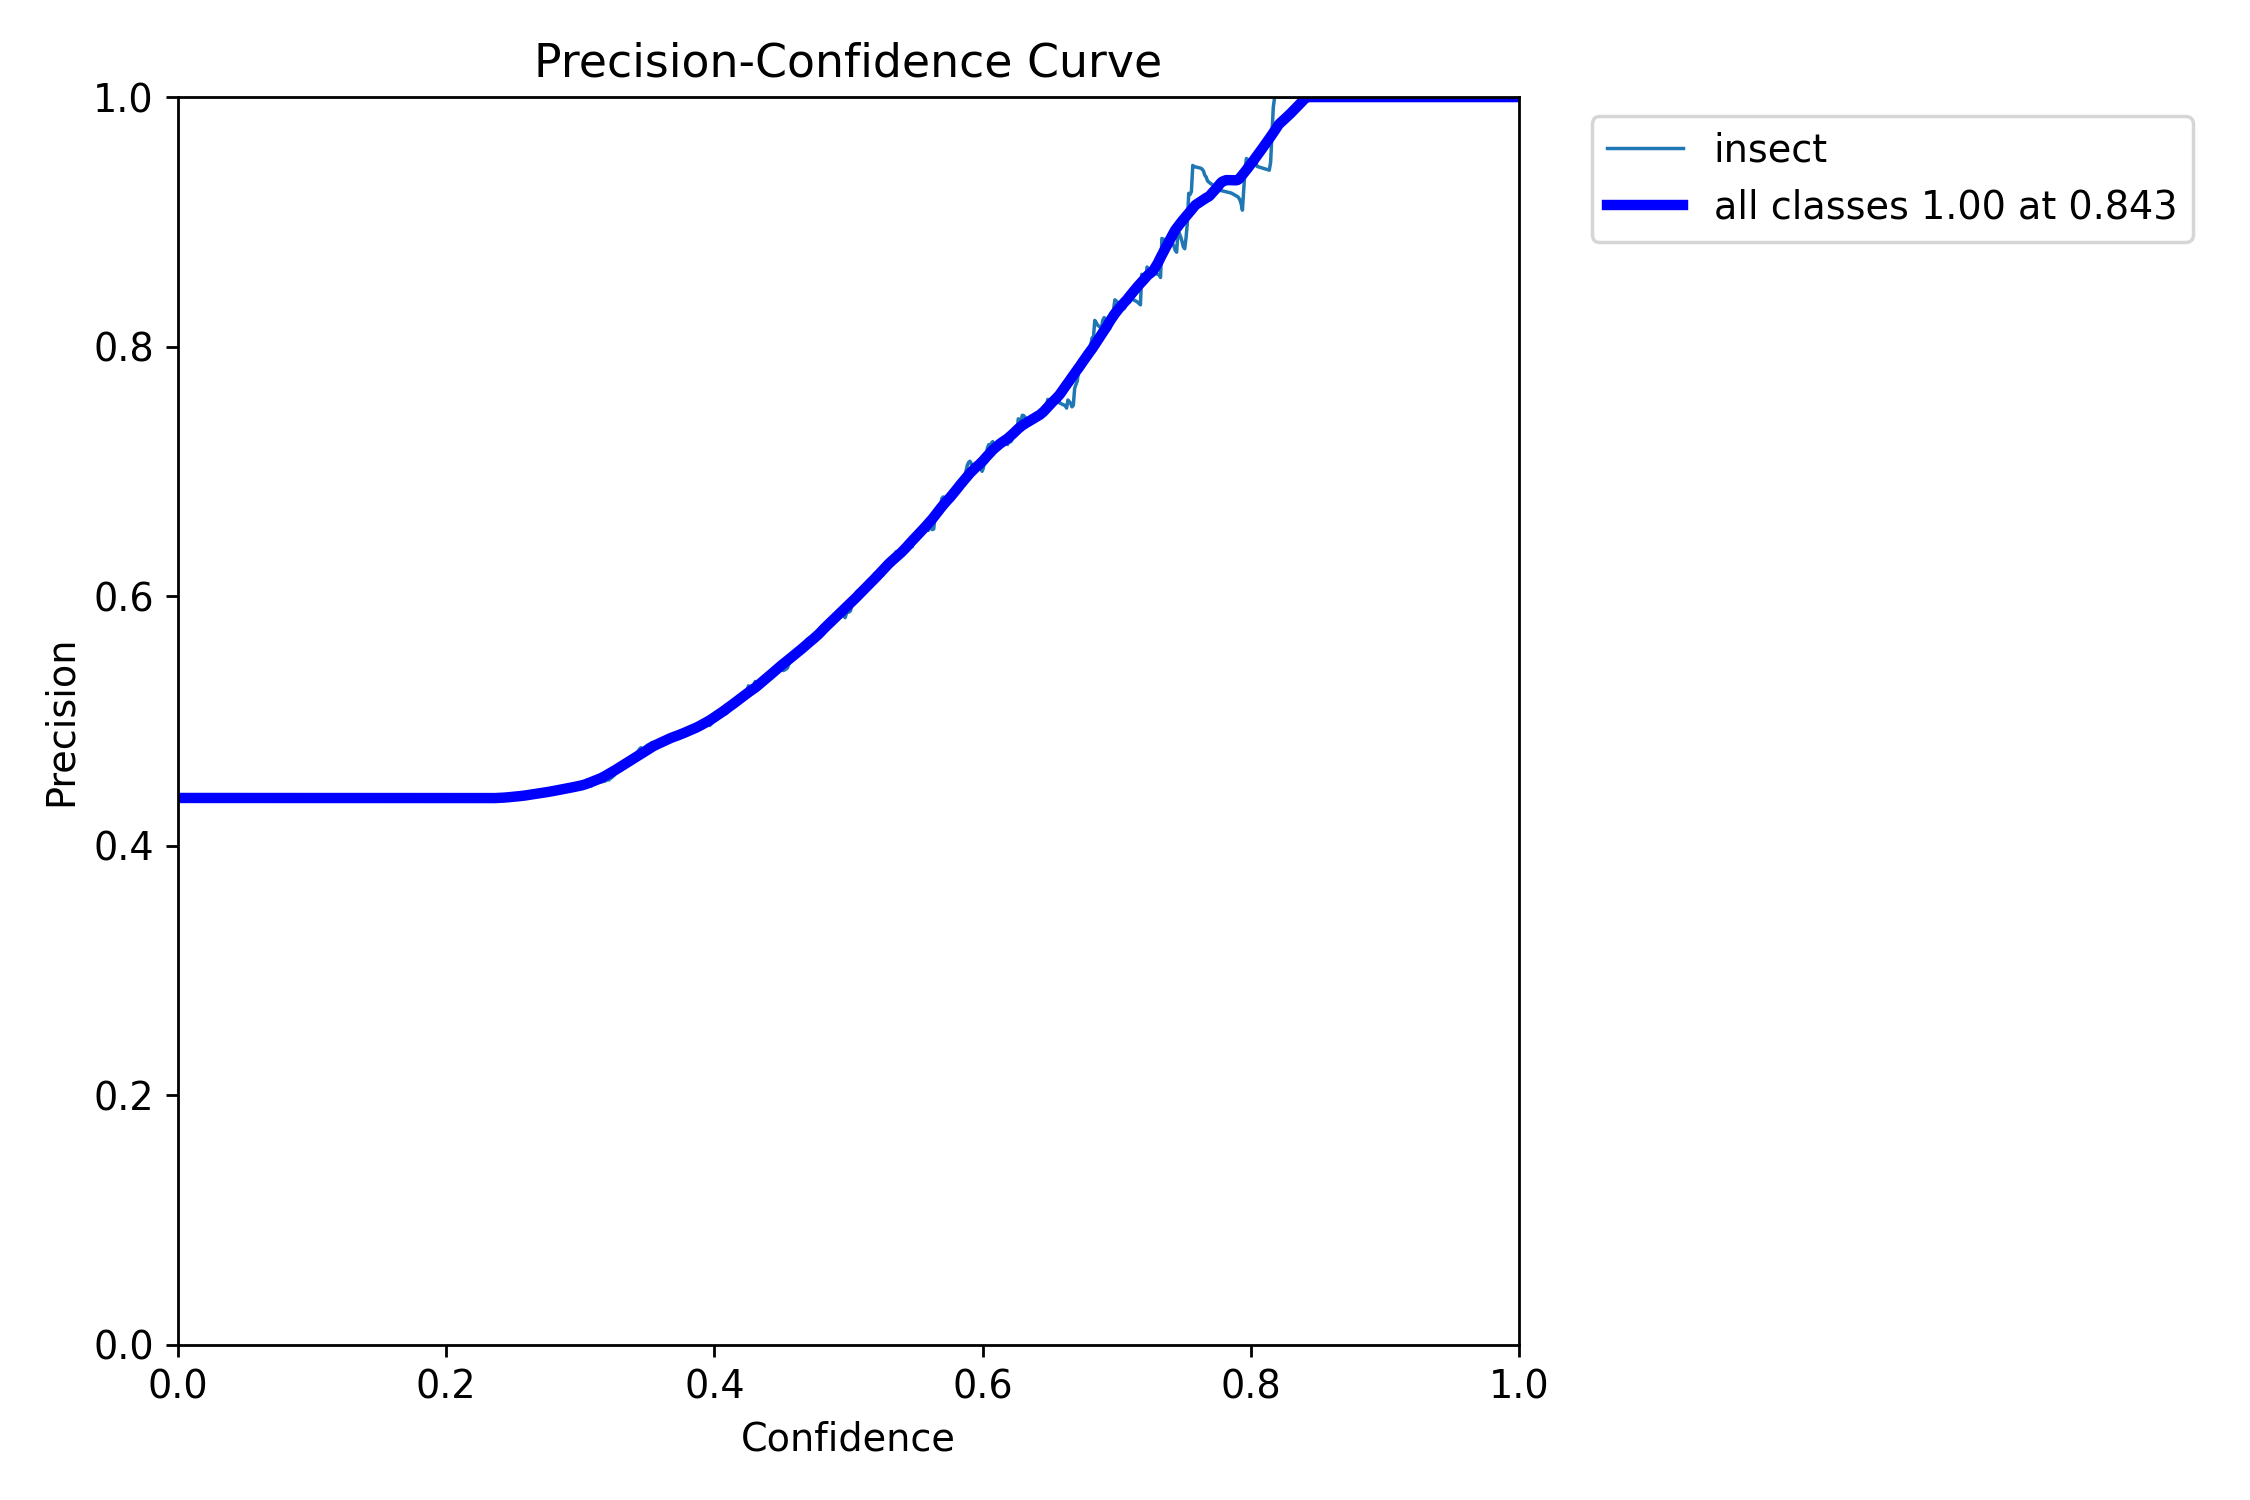 Precision-Confidence Curve
1.0
0.8
0.6
0.4
0.2
0.0
Precision
0.0 0.2 0.4 0.6 0.8 1.0
Confidence
insect
all classes 1.00 at 0.843